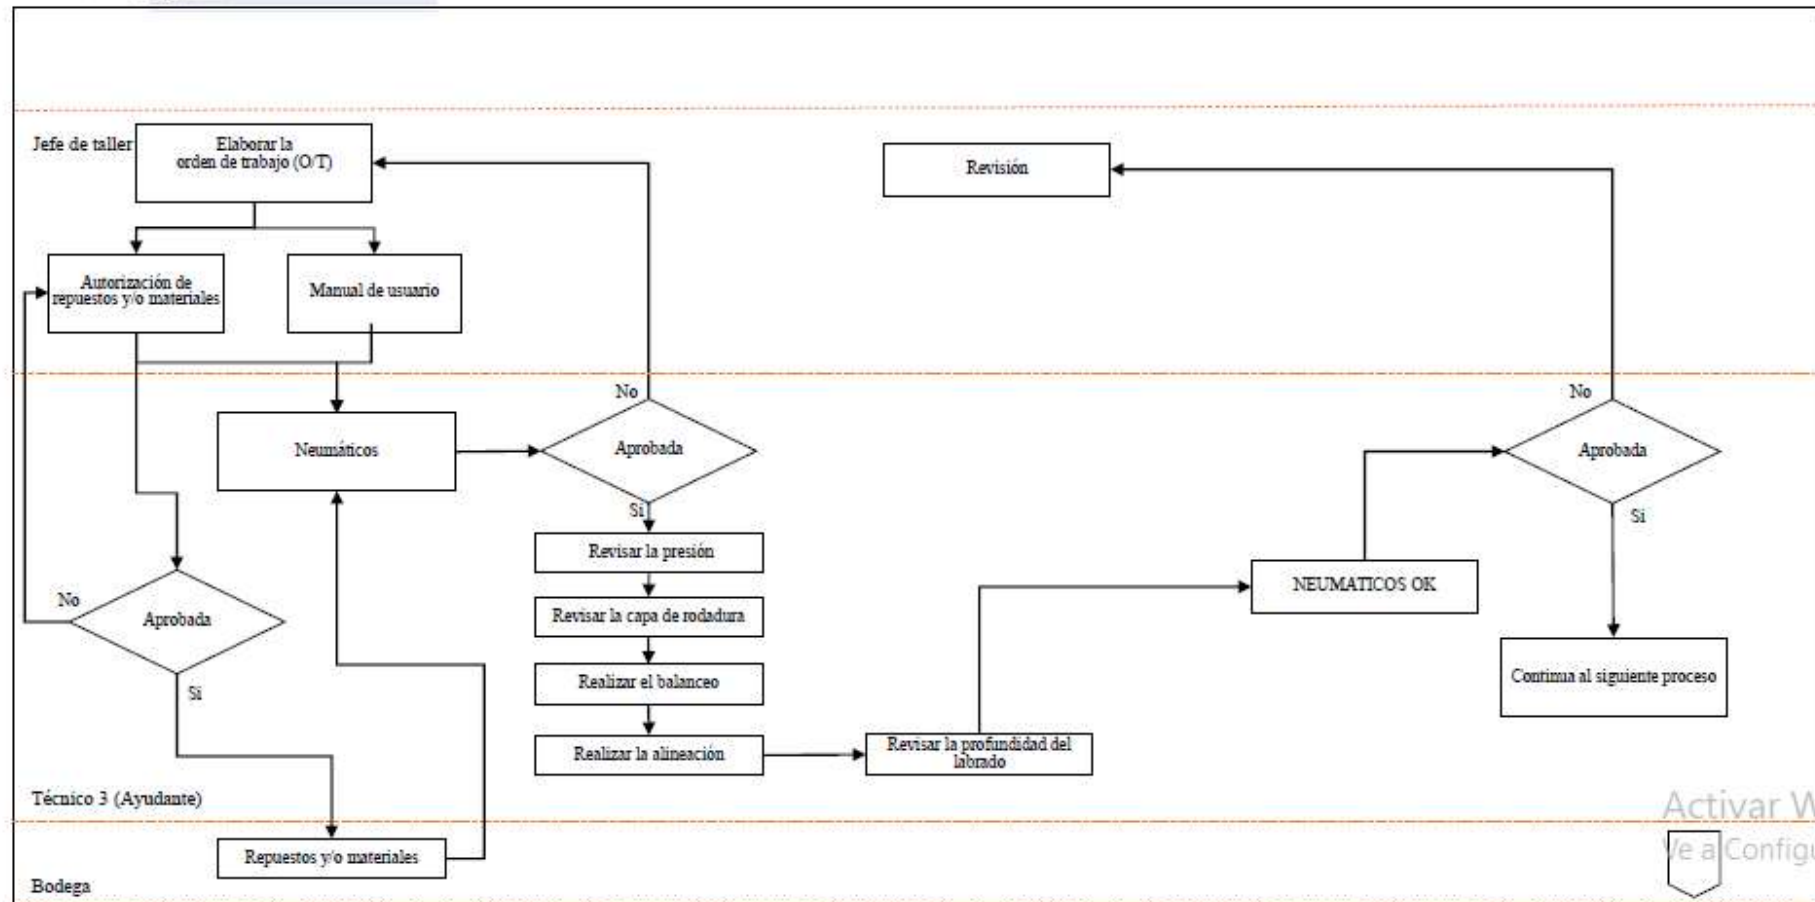 Jefe de taller
Elaborar la
orden de trabajo (O/T)
Revisión
Autorización de
repuestos y/o materiales
Manual de usuario
No
No
Neumáticos
Aprobada
Aprobada
Si
Si
Revisar la presión
NEUMATICOS OK
No
Aprobada
Revisar la capa de rodadura
Si
Realizar el balanceo
Continua al siguiente proceso
Realizar la alineación
Revisar la profundidad del
labrado
Técnico 3 (Ayudante)
Activar W
Ve a Configu
Repuestos y/o materiales
Bodega